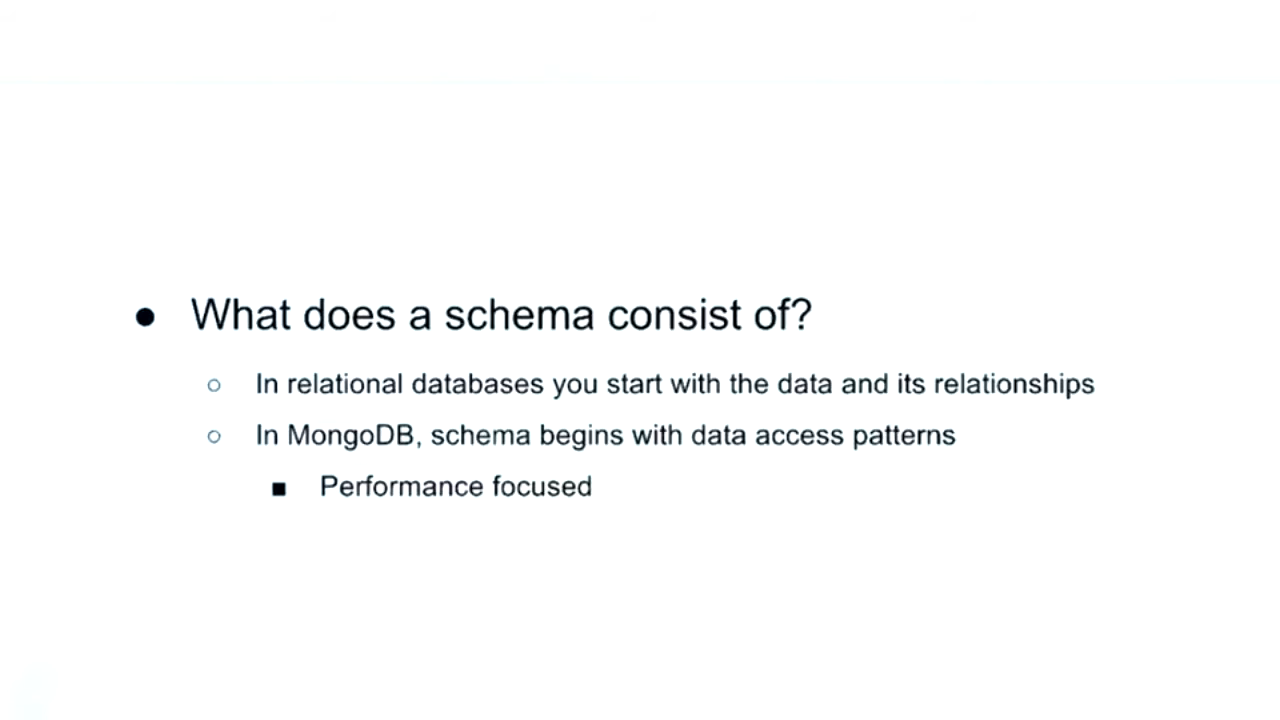 ● What does a schema consist of?
○ In relational databases you start with the data and its relationships
○ In MongoDB, schema begins with data access patterns
■ Performance focused